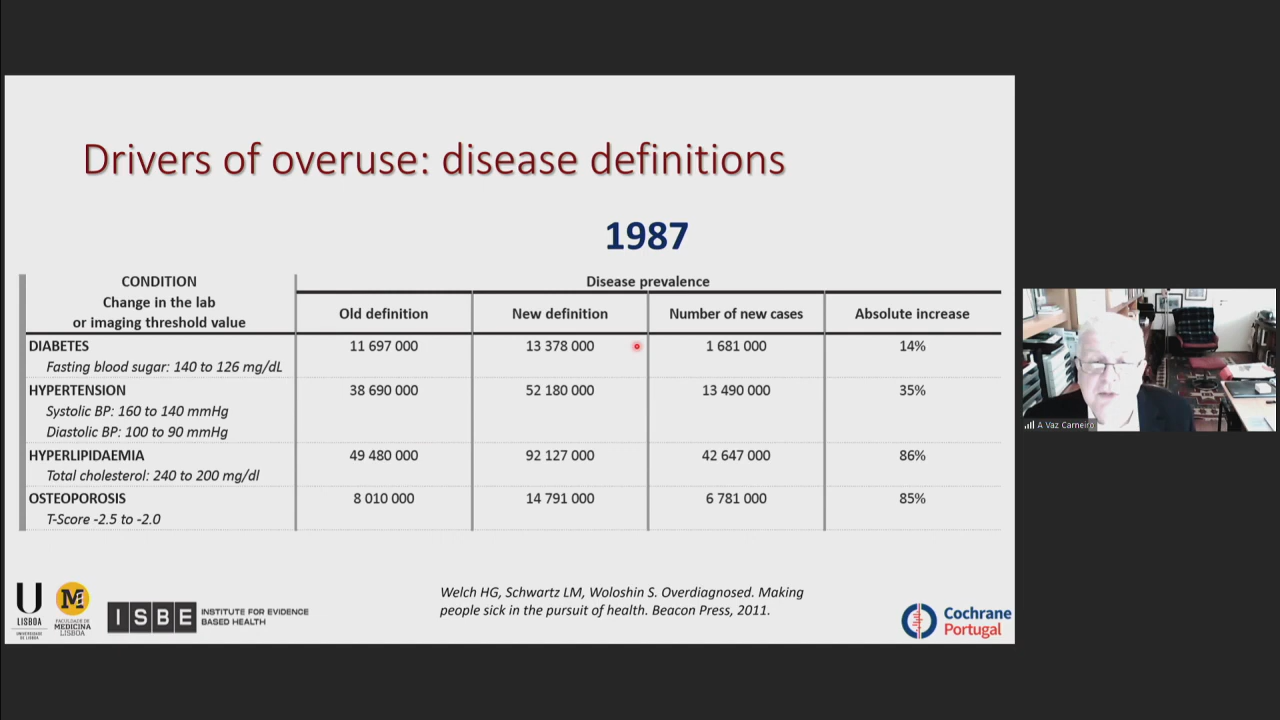 Drivers of overuse: disease definitions
1987
CONDITION
Change in the lab
or imaging threshold value
Disease prevalence
Old definition
New definition
Number of new cases
Absolute increase
DIABETES
Fasting blood sugar: 140 to 126 mg/dL
11 697 000
13 378 000
1 681 000
14%
HYPERTENSION
Systolic BP: 160 to 140 mmHg
Diastolic BP: 100 to 90 mmHg
38 690 000
52 180 000
13 490 000
35%
HYPERLIPIDAEMIA
Total cholesterol: 240 to 200 mg/dl
49 480 000
92 127 000
42 647 000
86%
OSTEOPOROSIS
T-Score -2.5 to -2.0
8 010 000
14 791 000
6 781 000
85%
A Vaz Carneiro
Welch HG, Schwartz LM, Woloshin S. Overdiagnosed. Making
people sick in the pursuit of health. Beacon Press, 2011.
U
LISBOA
UNIVERSIDADE
DE LISBOA
M
FACULDADE DE
MEDICINA
LISBOA
ISBE
INSTITUTE FOR EVIDENCE
BASED HEALTH
Cochrane
Portugal